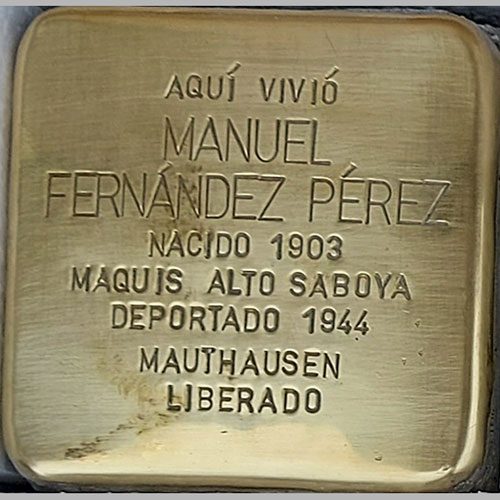 AQUÍ VIVIÓ
MANUEL
FERNÁNDEZ PÉREZ
NACIDO 1903
MAQUIS ALTO SABOYA
DEPORTADO 1944
MAUTHAUSEN
LIBERADO